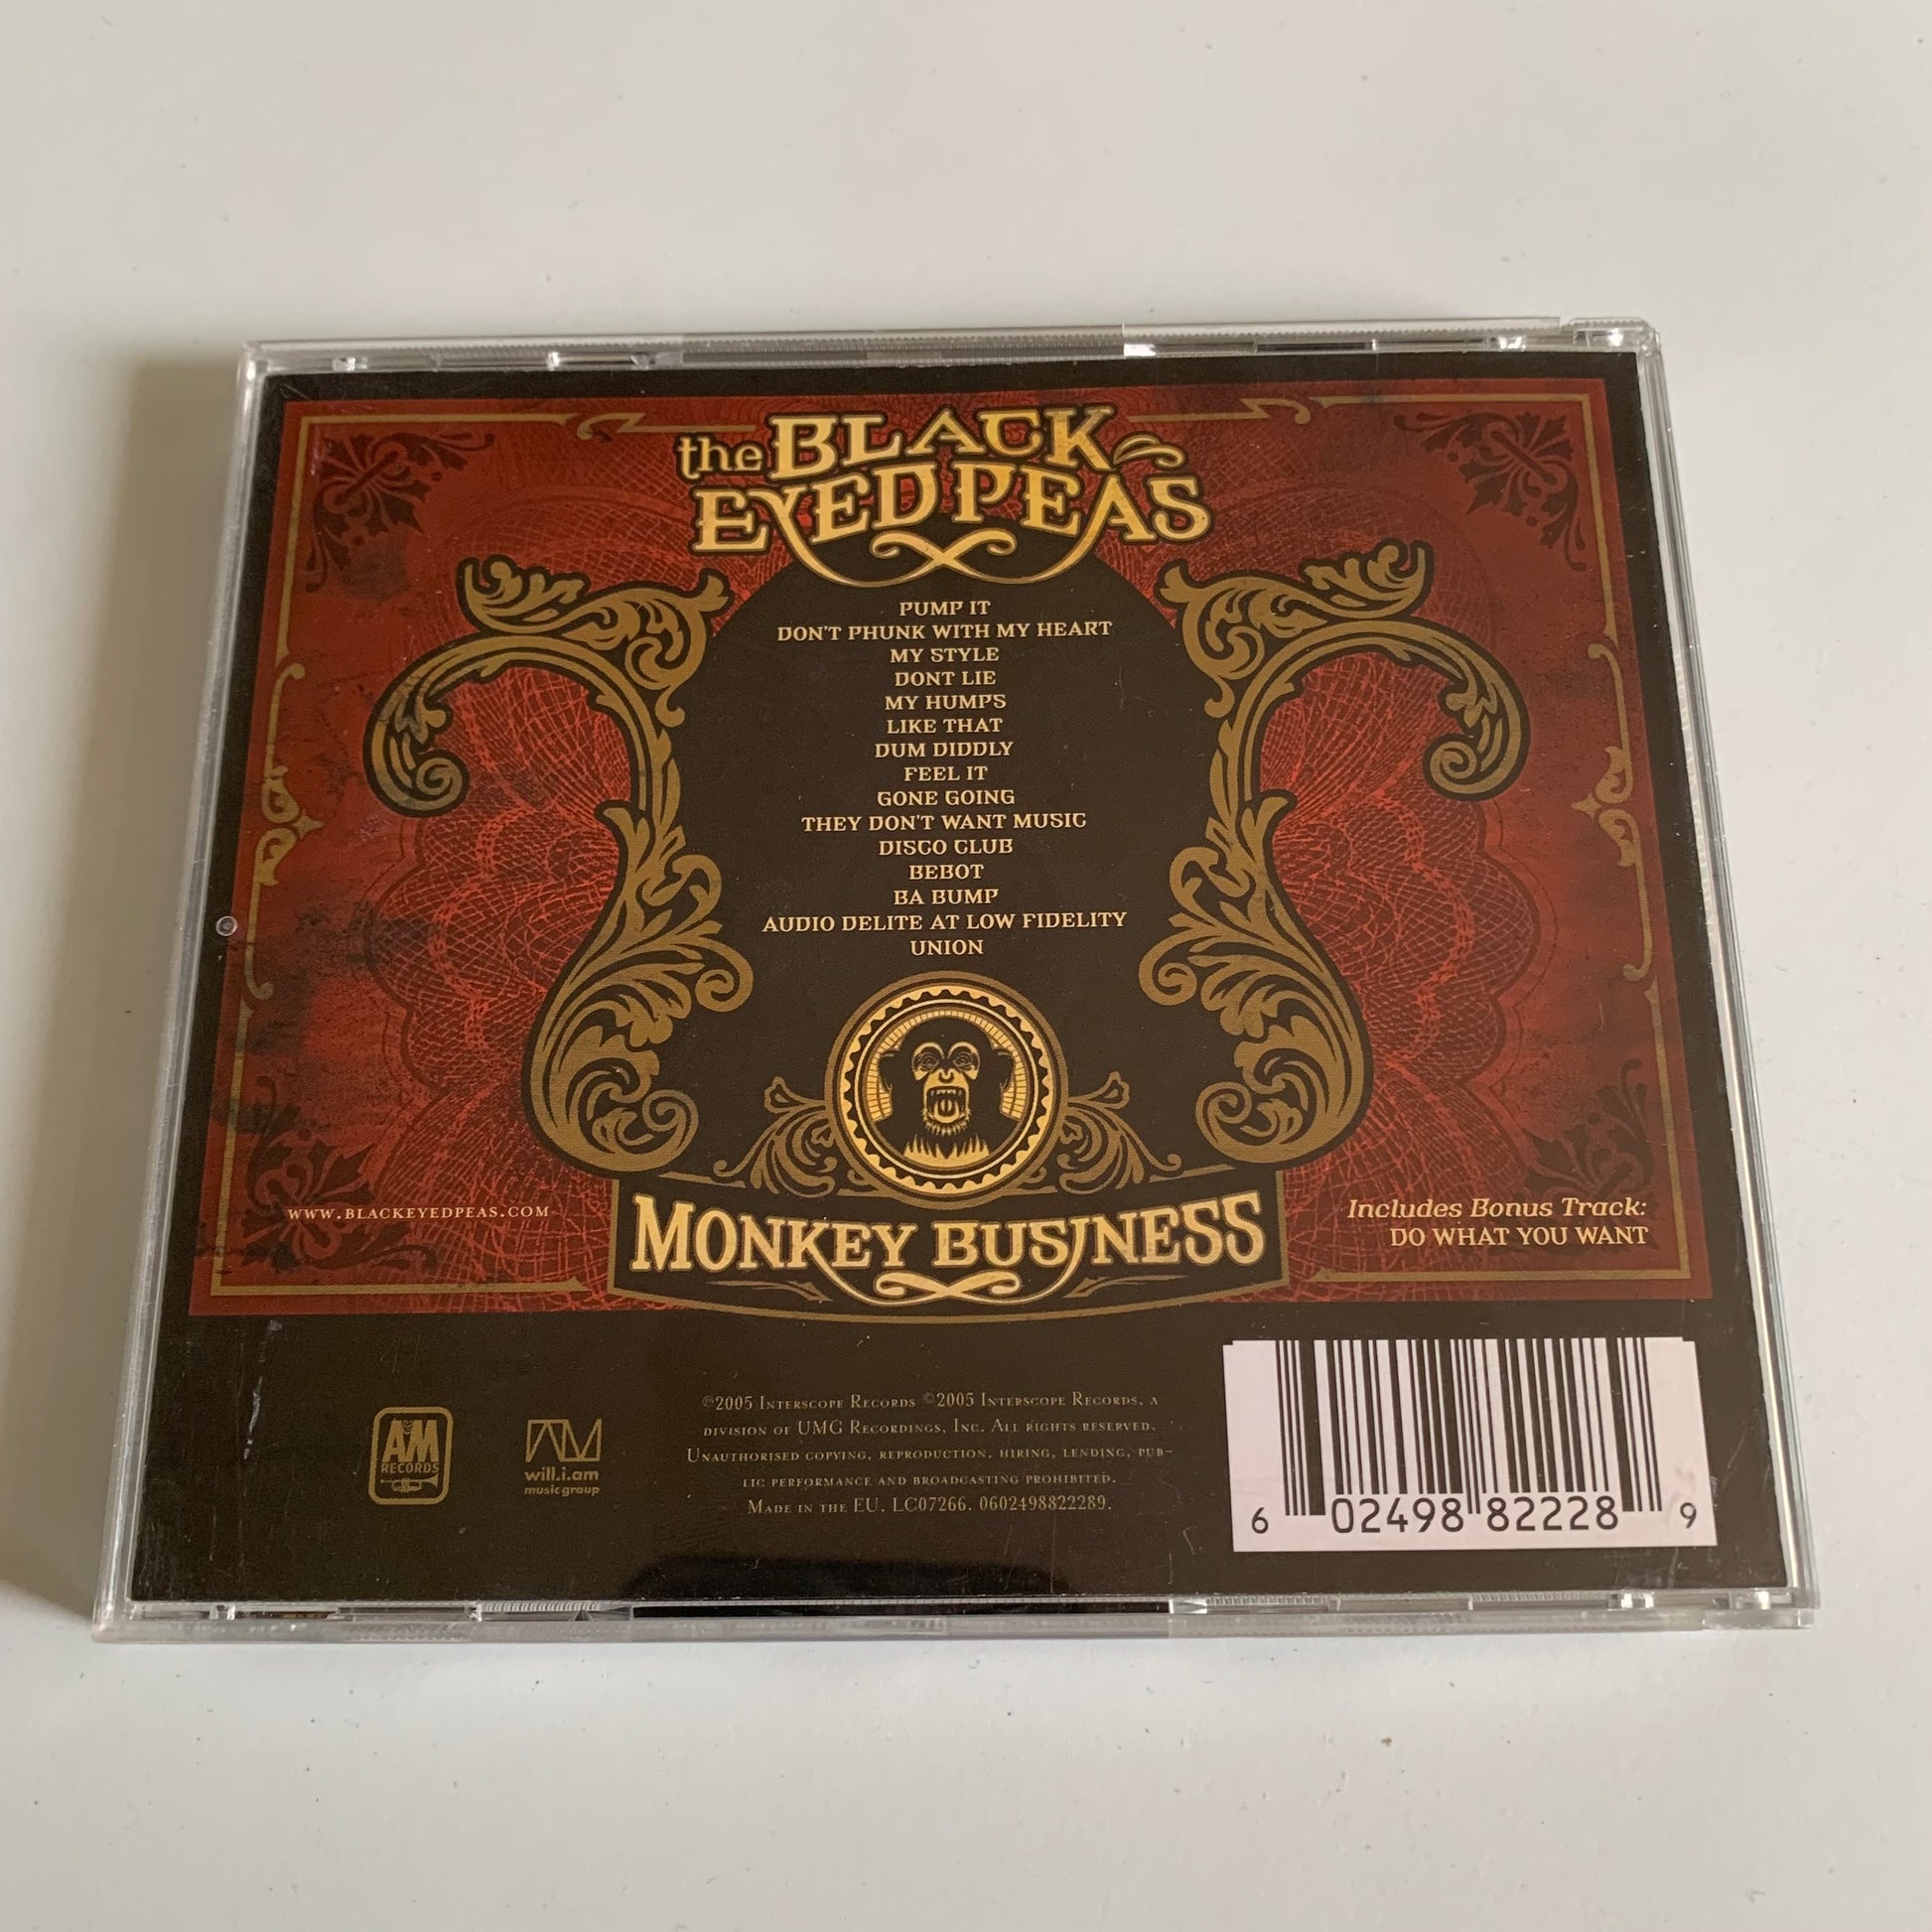 the BLACK
EYED PEAS
PUMP IT
DON'T PHUNK WITH MY HEART
MY STYLE
DONT LIE
MY HUMPS
LIKE THAT
DUM DIDDLY
FEEL IT
GONE GOING
THEY DON'T WANT MUSIC
DISCO CLUB
BEBOT
BA BUMP
AUDIO DELITE AT LOW FIDELITY
UNION
MONKEY BUSINESS
WWW.BLACKEYEDPEAS.COM
Includes Bonus Track:
DO WHAT YOU WANT
A&M
RECORDS
will.i.am
music group
℗2005 Interscope Records ©2005 Interscope Records, a
division of UMG Recordings, Inc. All rights reserved.
Unauthorised copying, reproduction, hiring, lending, pub-
lic performance and broadcasting prohibited.
Made in the EU. LC07266. 0602498822289.
6 02498 82228 9